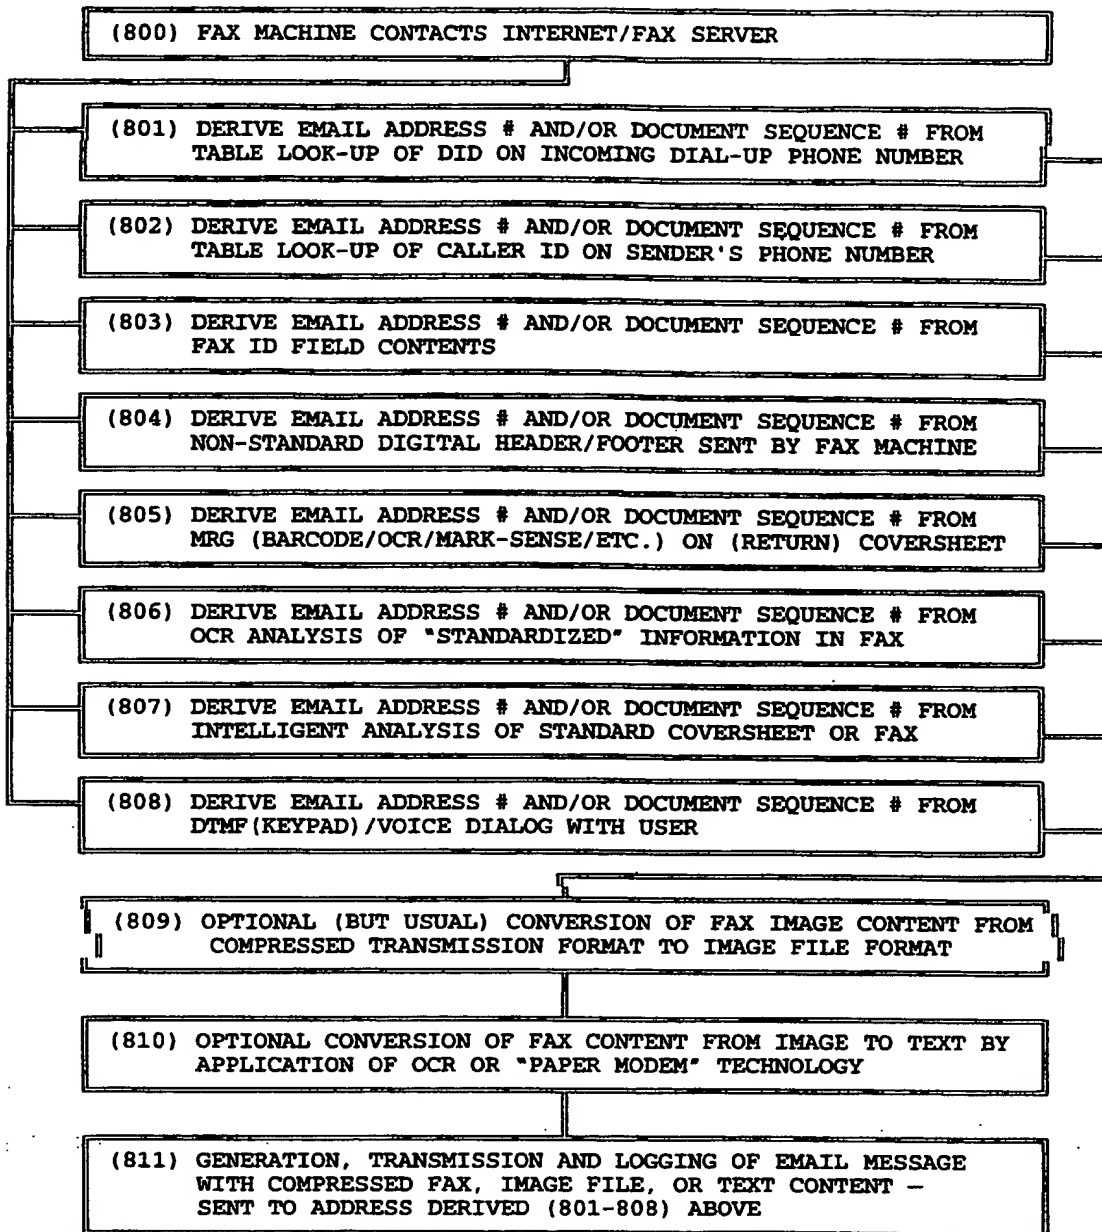 (800) FAX MACHINE CONTACTS INTERNET/FAX SERVER
(801) DERIVE EMAIL ADDRESS # AND/OR DOCUMENT SEQUENCE # FROM
TABLE LOOK-UP OF DID ON INCOMING DIAL-UP PHONE NUMBER
(802) DERIVE EMAIL ADDRESS # AND/OR DOCUMENT SEQUENCE # FROM
TABLE LOOK-UP OF CALLER ID ON SENDER'S PHONE NUMBER
(803) DERIVE EMAIL ADDRESS # AND/OR DOCUMENT SEQUENCE # FROM
FAX ID FIELD CONTENTS
(804) DERIVE EMAIL ADDRESS # AND/OR DOCUMENT SEQUENCE # FROM
NON-STANDARD DIGITAL HEADER/FOOTER SENT BY FAX MACHINE
(805) DERIVE EMAIL ADDRESS # AND/OR DOCUMENT SEQUENCE # FROM
MRG (BARCODE/OCR/MARK-SENSE/ETC.) ON (RETURN) COVERSHEET
(806) DERIVE EMAIL ADDRESS # AND/OR DOCUMENT SEQUENCE # FROM
OCR ANALYSIS OF "STANDARDIZED" INFORMATION IN FAX
(807) DERIVE EMAIL ADDRESS # AND/OR DOCUMENT SEQUENCE # FROM
INTELLIGENT ANALYSIS OF STANDARD COVERSHEET OR FAX
(808) DERIVE EMAIL ADDRESS # AND/OR DOCUMENT SEQUENCE # FROM
DTMF(KEYPAD)/VOICE DIALOG WITH USER
(809) OPTIONAL (BUT USUAL) CONVERSION OF FAX IMAGE CONTENT FROM
COMPRESSED TRANSMISSION FORMAT TO IMAGE FILE FORMAT
(810) OPTIONAL CONVERSION OF FAX CONTENT FROM IMAGE TO TEXT BY
APPLICATION OF OCR OR "PAPER MODEM" TECHNOLOGY
(811) GENERATION, TRANSMISSION AND LOGGING OF EMAIL MESSAGE
WITH COMPRESSED FAX, IMAGE FILE, OR TEXT CONTENT —
SENT TO ADDRESS DERIVED (801-808) ABOVE